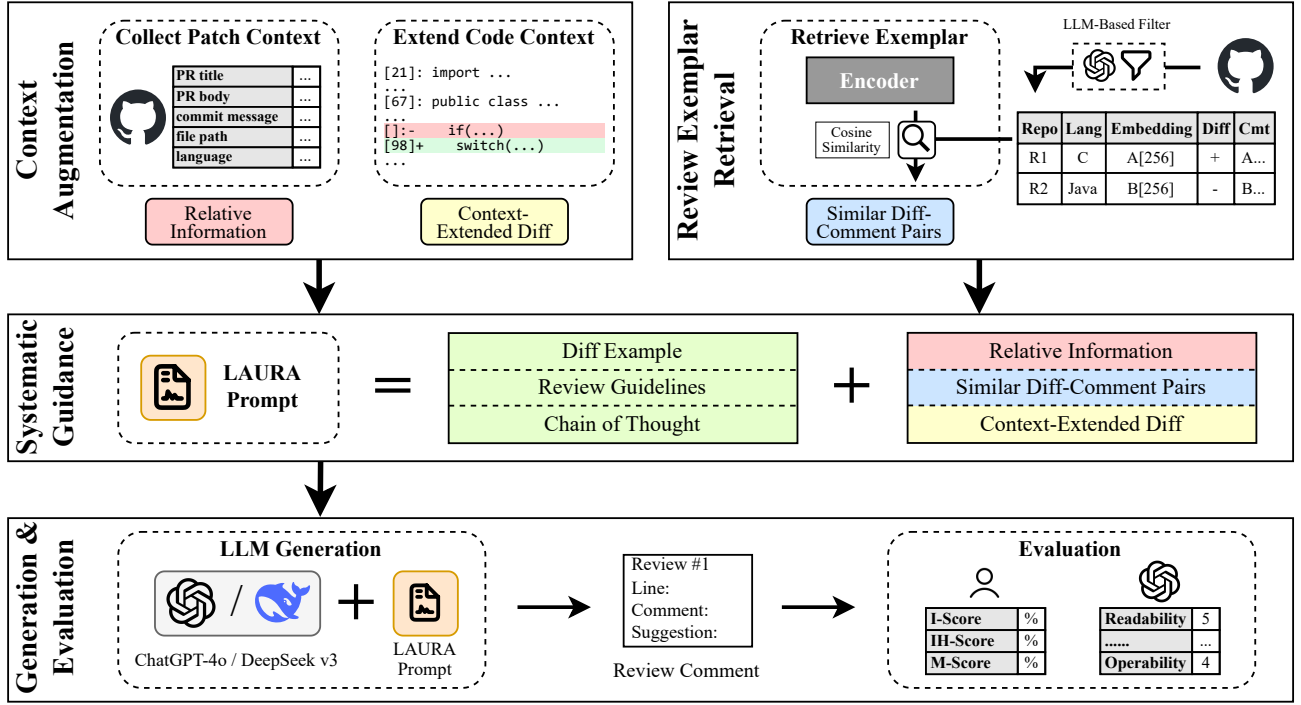 Context
Augmentation
Collect Patch Context
PR title ...
PR body ...
commit message ...
file path ...
language ...
Relative
Information
Extend Code Context
[21]: import ...
...
[67]: public class ...
...
[]:- if(...)
[98]+ switch(...)
...
Context-
Extended Diff
Review Exemplar
Retrieval
Retrieve Exemplar
Encoder
Cosine
Similarity
Similar Diff-
Comment Pairs
LLM-Based Filter
Repo Lang Embedding Diff Cmt
R1 C A[256] + A...
R2 Java B[256] - B...
Systematic
Guidance
LAURA
Prompt
=
Diff Example
Review Guidelines
Chain of Thought
+
Relative Information
Similar Diff-Comment Pairs
Context-Extended Diff
Generation &
Evaluation
LLM Generation
/
+
ChatGPT-4o / DeepSeek v3
LAURA
Prompt
Review #1
Line:
Comment:
Suggestion:
Review Comment
Evaluation
I-Score %
IH-Score %
M-Score %
Readability 5
...... ...
Operability 4